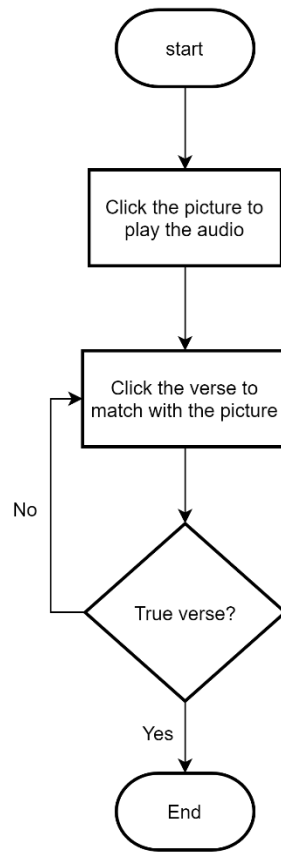 start
Click the picture to
play the audio
Click the verse to
match with the picture
No
True verse?
Yes
End